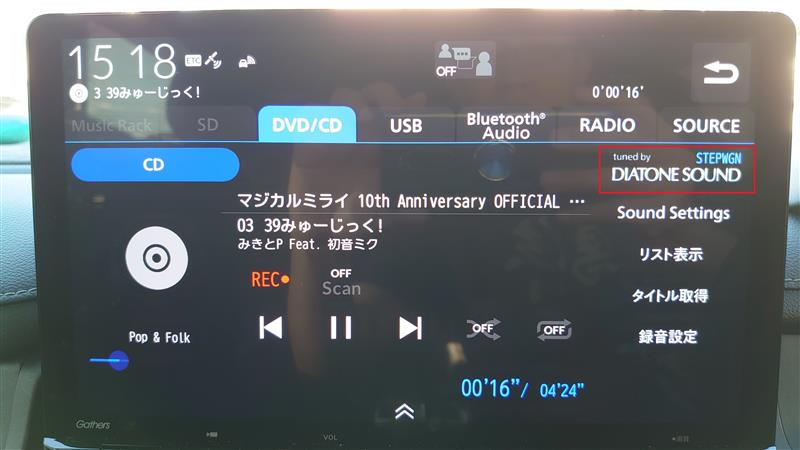 15 18 ETC
3 39みゅーじっく!
OFF
0'00'16'
Music Rack SD DVD/CD USB Bluetooth® Audio RADIO SOURCE
CD
tuned by STEPWGN
DIATONE SOUND
マジカルミライ 10th Anniversary OFFICIAL …
03 39みゅーじっく!
みきとP Feat. 初音ミク
Sound Settings
リスト表示
REC OFF
Scan
タイトル取得
Pop & Folk
OFF OFF
録音設定
00'16"/ 04'24"
Gathers
VOL